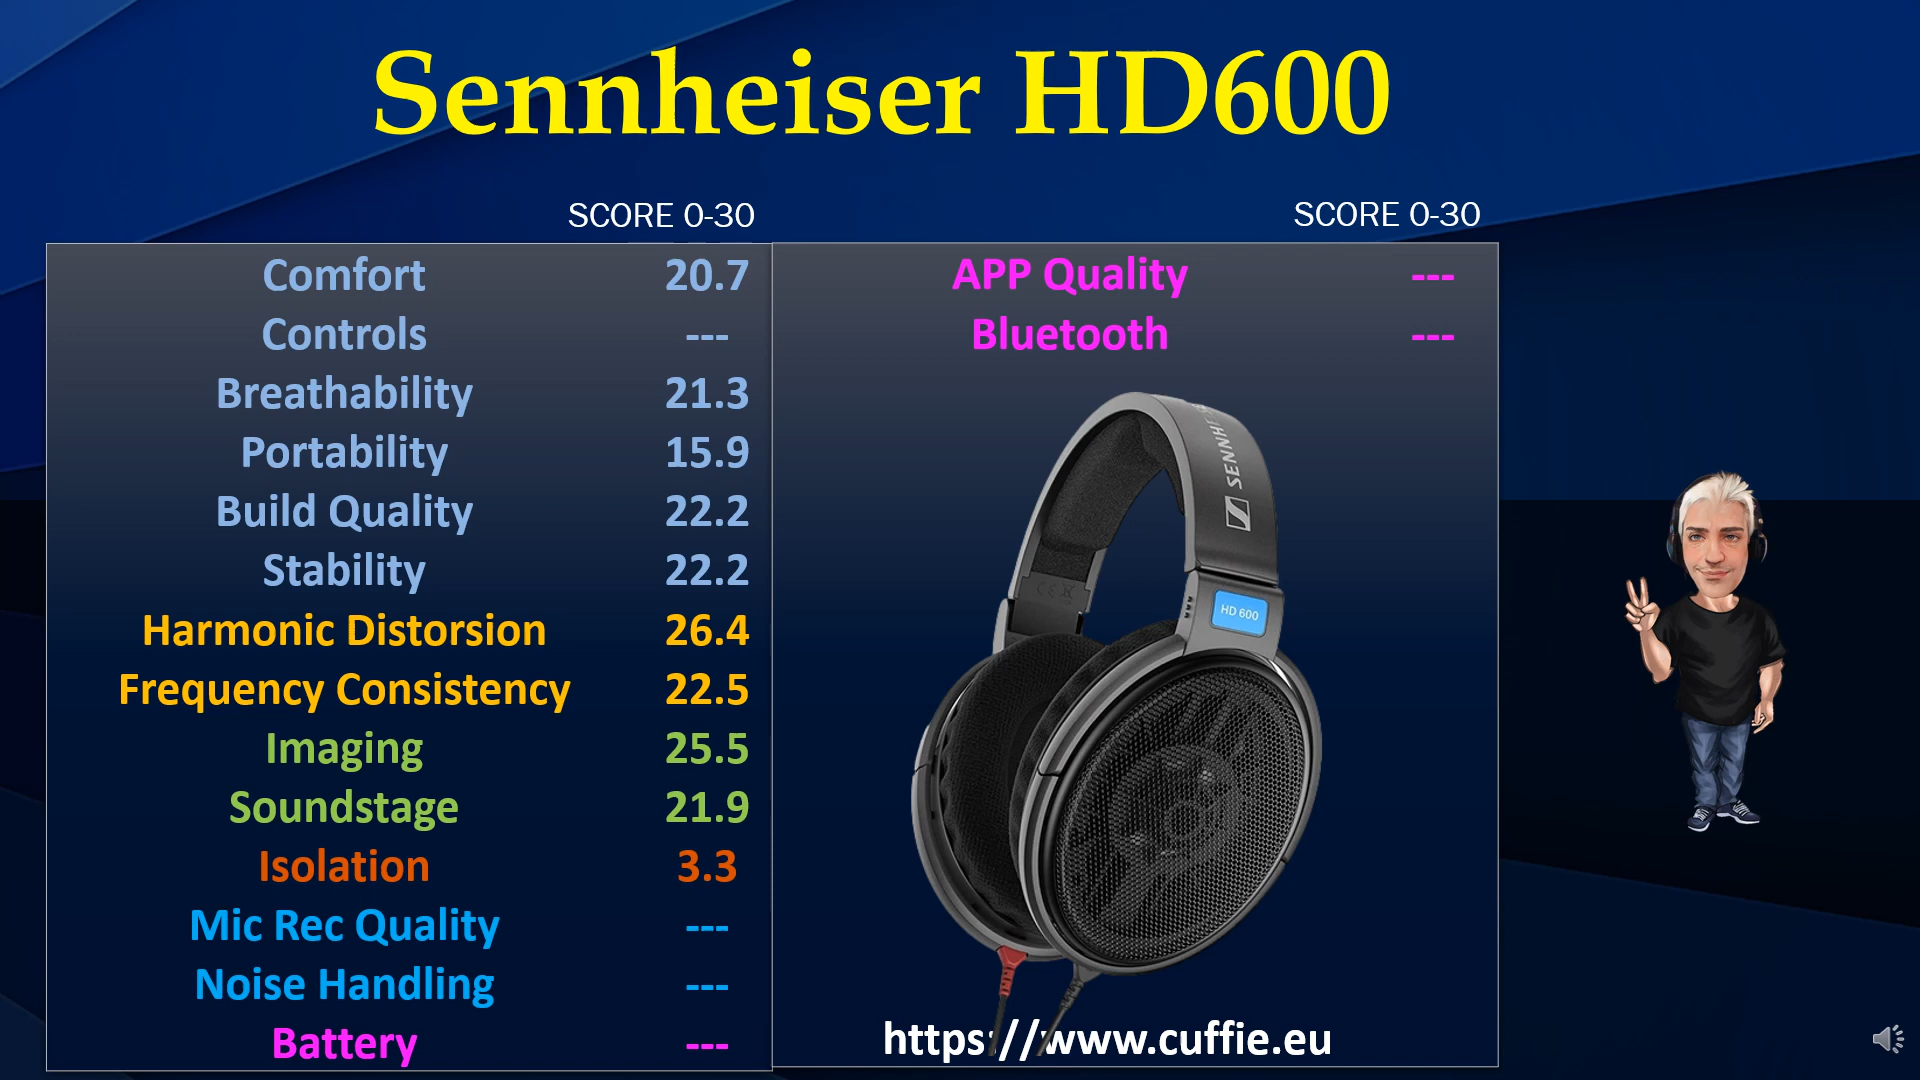 Sennheiser HD600
SCORE 0-30
SCORE 0-30
Comfort 20.7
Controls ---
Breathability 21.3
Portability 15.9
Build Quality 22.2
Stability 22.2
Harmonic Distorsion 26.4
Frequency Consistency 22.5
Imaging 25.5
Soundstage 21.9
Isolation 3.3
Mic Rec Quality ---
Noise Handling ---
Battery ---
APP Quality ---
Bluetooth ---
SENNH
HD 600
https://www.cuffie.eu